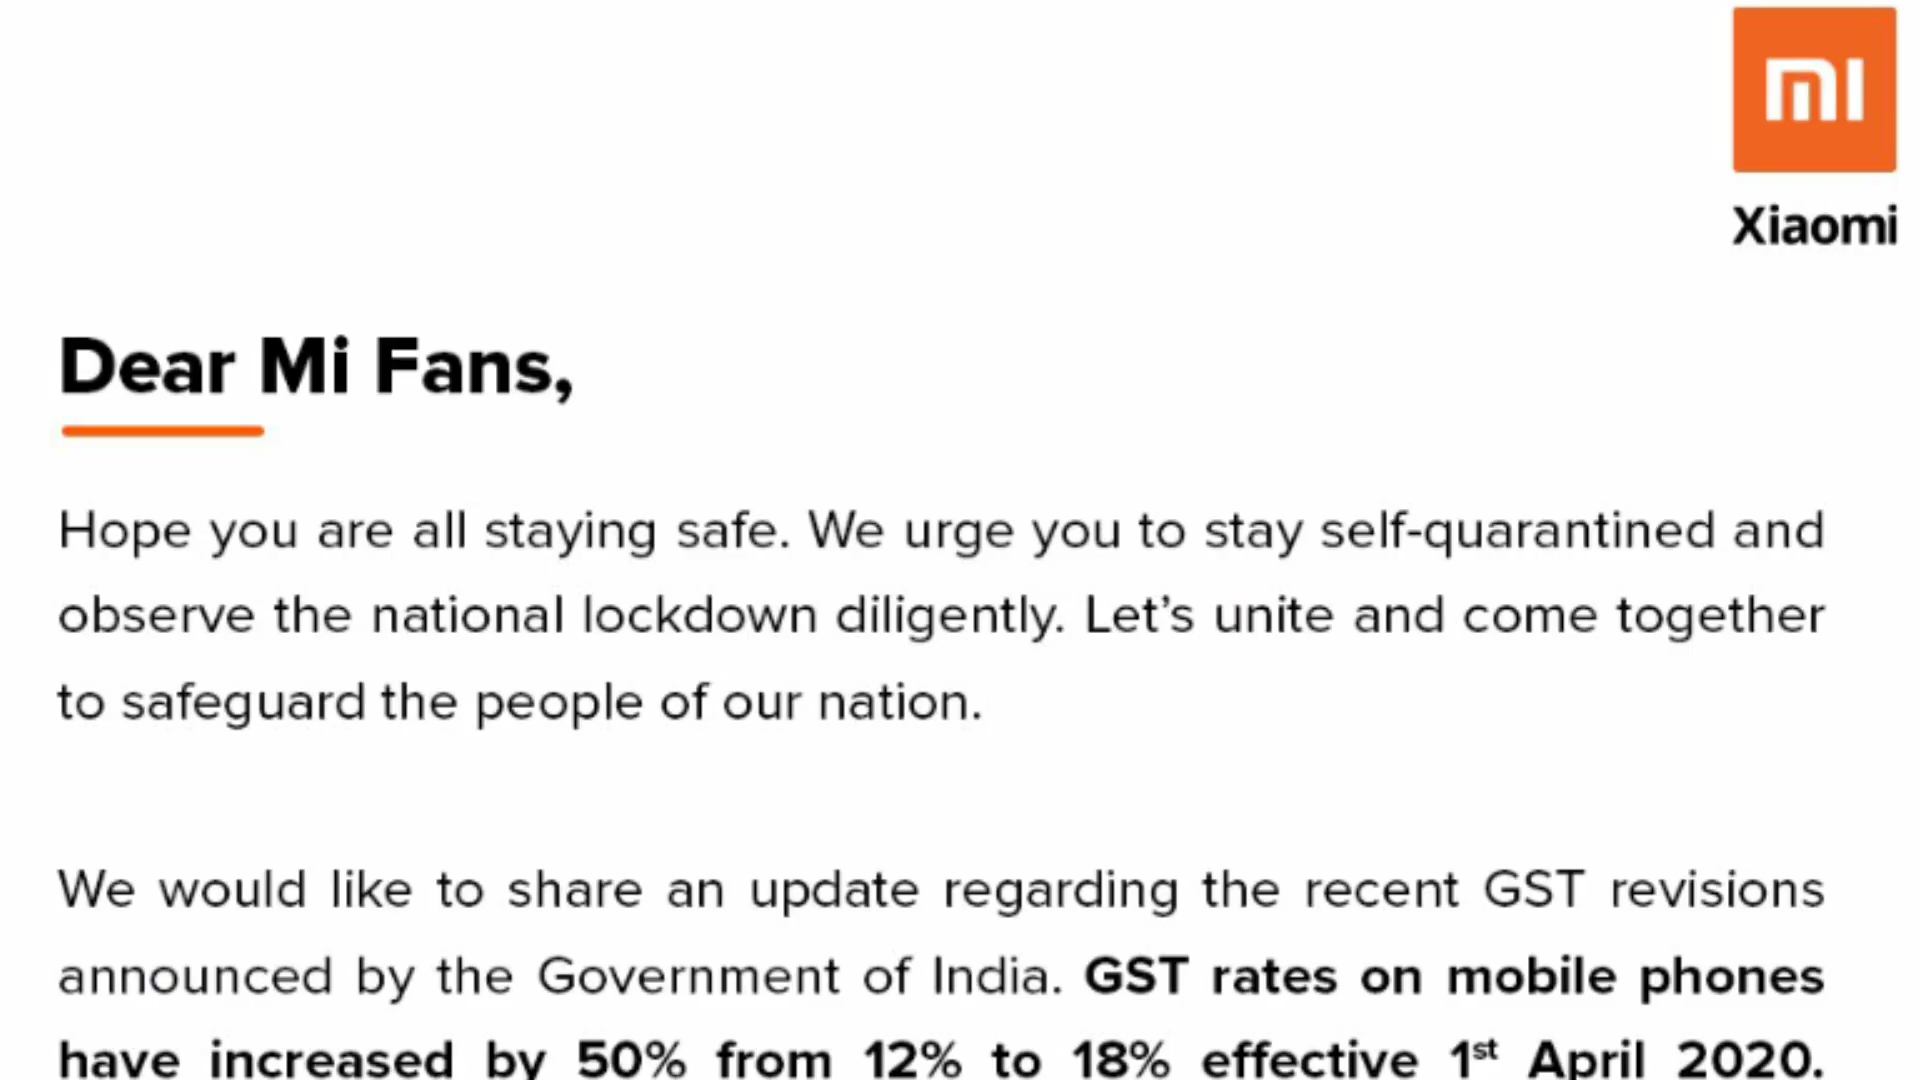 mi
Xiaomi
Dear Mi Fans,
Hope you are all staying safe. We urge you to stay self-quarantined and
observe the national lockdown diligently. Let’s unite and come together
to safeguard the people of our nation.
We would like to share an update regarding the recent GST revisions
announced by the Government of India. GST rates on mobile phones
have increased by 50% from 12% to 18% effective 1st April 2020.